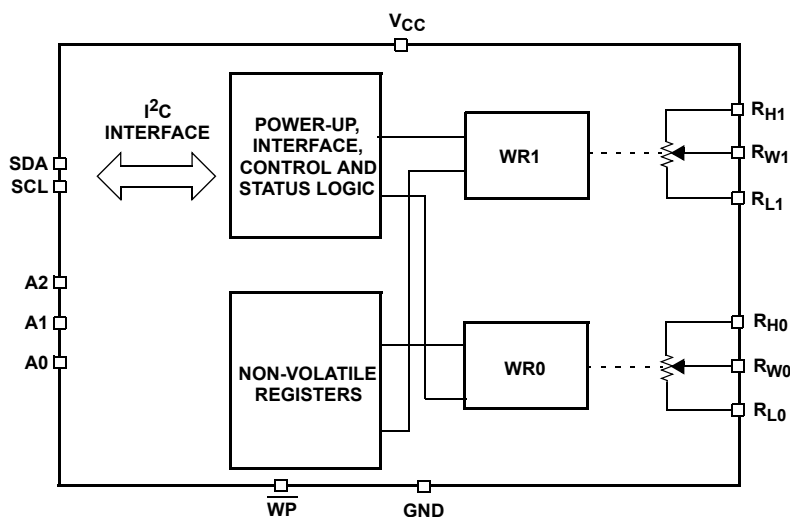 VCC
I²C
INTERFACE
SDA
SCL
A2
A1
A0
POWER-UP,
INTERFACE,
CONTROL AND
STATUS LOGIC
NON-VOLATILE
REGISTERS
WR1
WR0
RH1
RW1
RL1
RH0
RW0
RL0
WP
GND